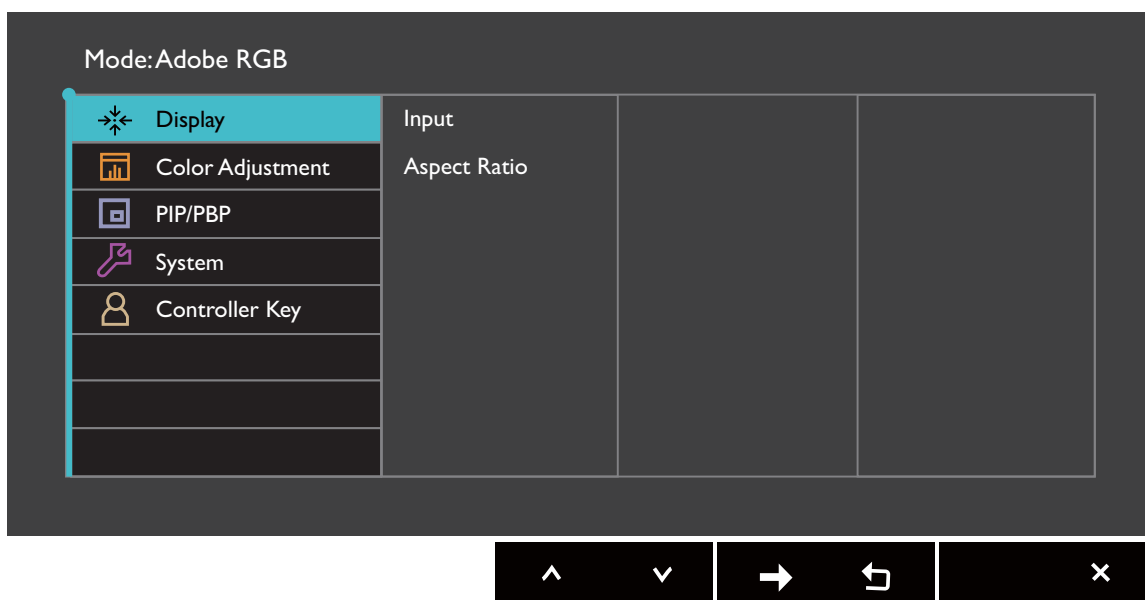 Mode: Adobe RGB
Display
Input
Color Adjustment
Aspect Ratio
PIP/PBP
System
Controller Key